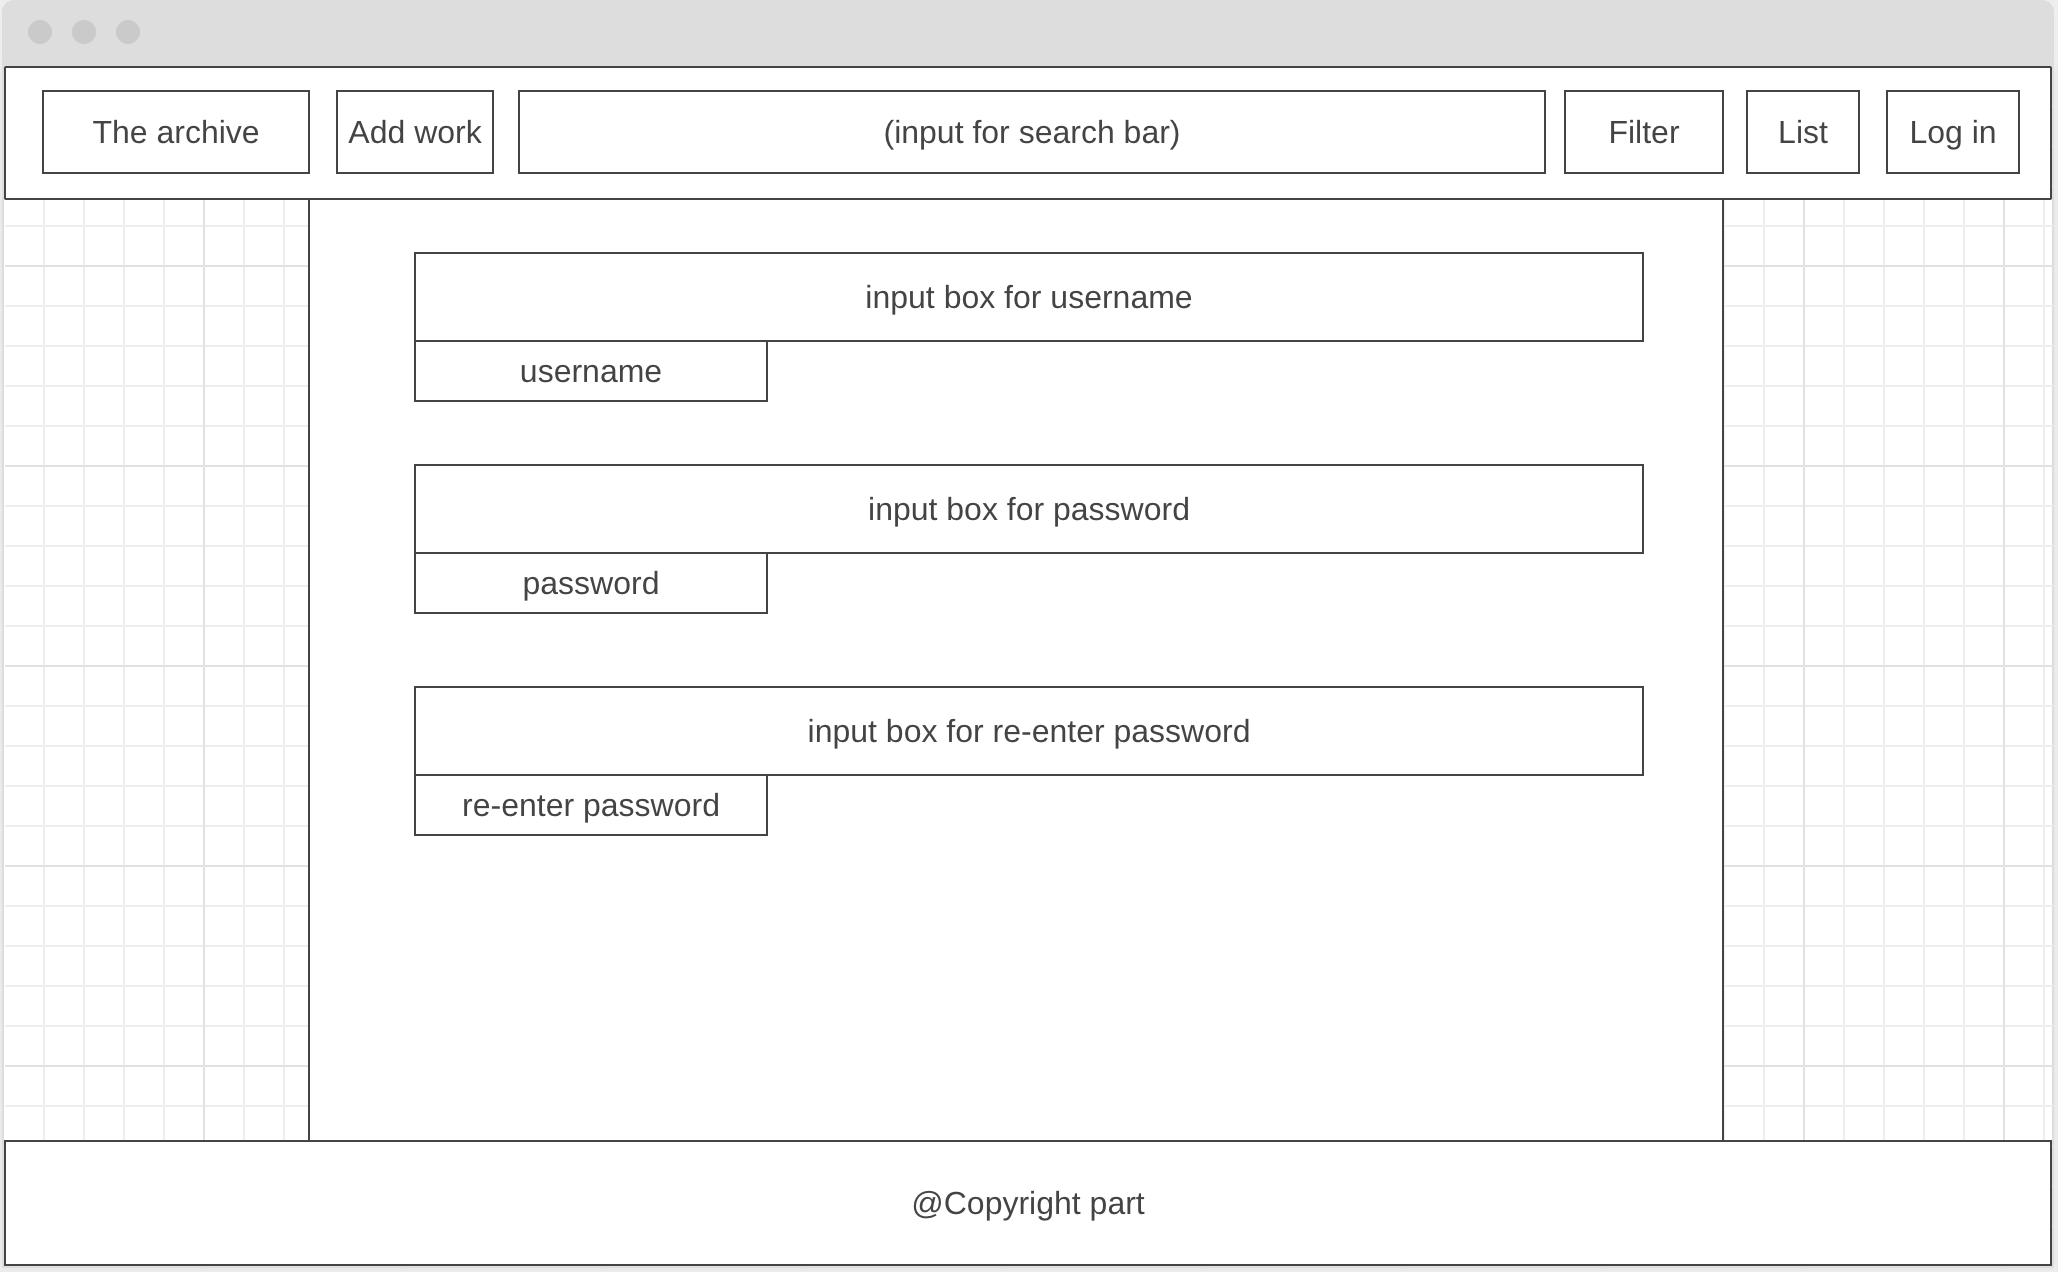 The archive
Add work
(input for search bar)
Filter
List
Log in
input box for username
username
input box for password
password
input box for re-enter password
re-enter password
@Copyright part